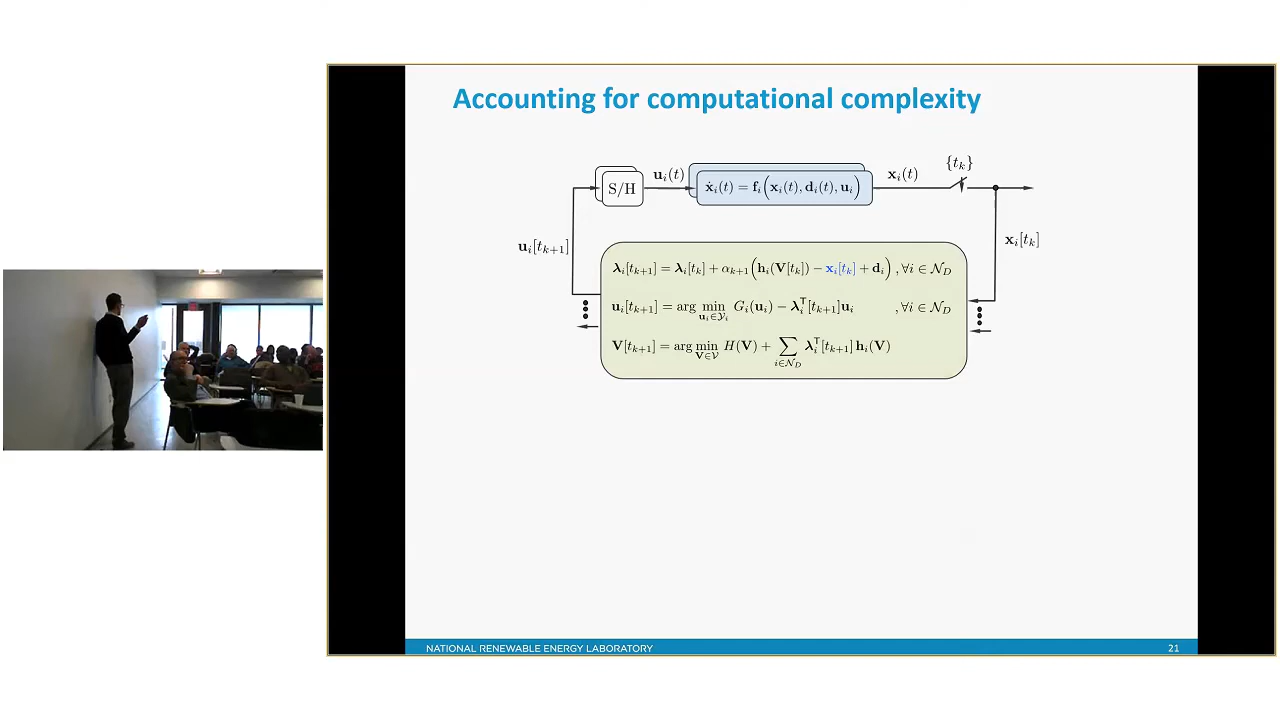 Accounting for computational complexity
{t_k}
S/H
u_i(t)
ẋ_i(t) = f_i(x_i(t), d_i(t), u_i)
x_i(t)
u_i[t_{k+1}]
x_i[t_k]
λ_i[t_{k+1}] = λ_i[t_k] + α_{k+1}(h_i(V[t_k]) − x_i[t_k] + d_i) , ∀i ∈ N_D
u_i[t_{k+1}] = arg min_{u_i∈Y_i} G_i(u_i) − λ_i^T[t_{k+1}]u_i , ∀i ∈ N_D
V[t_{k+1}] = arg min_{V∈V} H(V) + ∑_{i∈N_D} λ_i^T[t_{k+1}] h_i(V)
NATIONAL RENEWABLE ENERGY LABORATORY
21